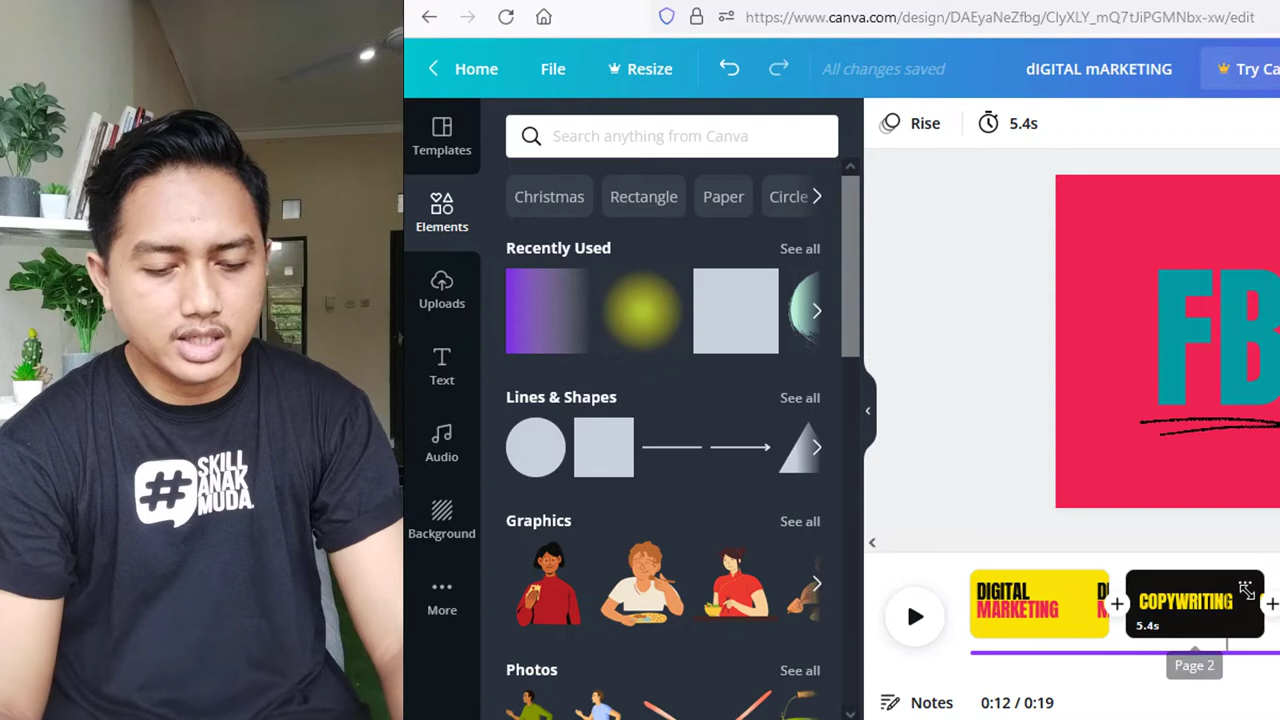 https://www.canva.com/design/DAEyaNeZfbg/CIyXLY_mQ7tJiPGMNbx-xw/edit
Home
File
Resize
All changes saved
dIGITAL mARKETING
Try Ca
Templates
Elements
Uploads
Text
Audio
Background
More
Search anything from Canva
Christmas
Rectangle
Paper
Circle
Recently Used
See all
Lines & Shapes
See all
Graphics
See all
Photos
See all
Rise
5.4s
FB
DIGITAL
MARKETING
COPYWRITING
5.4s
Page 2
Notes
0:12 / 0:19
#SKILL
ANAK
MUDA.